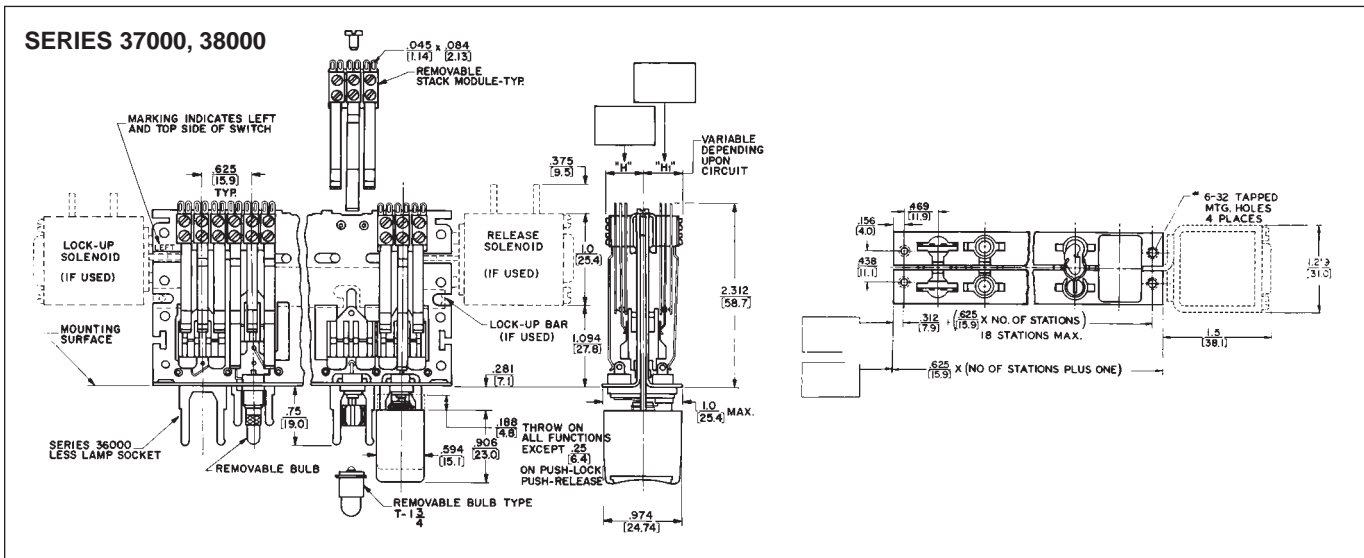 SERIES 37000, 38000
.045 x .084
[1.14] [2.13]
REMOVABLE
STACK MODULE-TYP.
MARKING INDICATES LEFT
AND TOP SIDE OF SWITCH
.625
[15.9]
TYP.
LEFT
LOCK-UP
SOLENOID
(IF USED)
MOUNTING
SURFACE
.75
[19.0]
SERIES 36000
LESS LAMP SOCKET
REMOVABLE BULB
.375
[9.5]
RELEASE
SOLENOID
(IF USED)
1.0
[25.4]
LOCK-UP BAR
(IF USED)
1.094
[27.8]
.281
[7.1]
.188
[4.8]
THROW ON
ALL FUNCTIONS
EXCEPT .25
[6.4]
ON PUSH-LOCK
PUSH-RELEASE
.906
[23.0]
.594
[15.1]
REMOVABLE BULB TYPE
T-1 3/4
"H"
"H1"
VARIABLE
DEPENDING
UPON
CIRCUIT
2.312
[58.7]
1.0 MAX.
[25.4]
.974
[24.74]
.469
[11.9]
.156
[4.0]
.438
[11.1]
6-32 TAPPED
MTG. HOLES
4 PLACES
.312
[7.9]
(.625 X NO. OF STATIONS)
[15.9]
18 STATIONS MAX.
.625 X (NO OF STATIONS PLUS ONE)
[15.9]
[31.0]
1.5
[38.1]